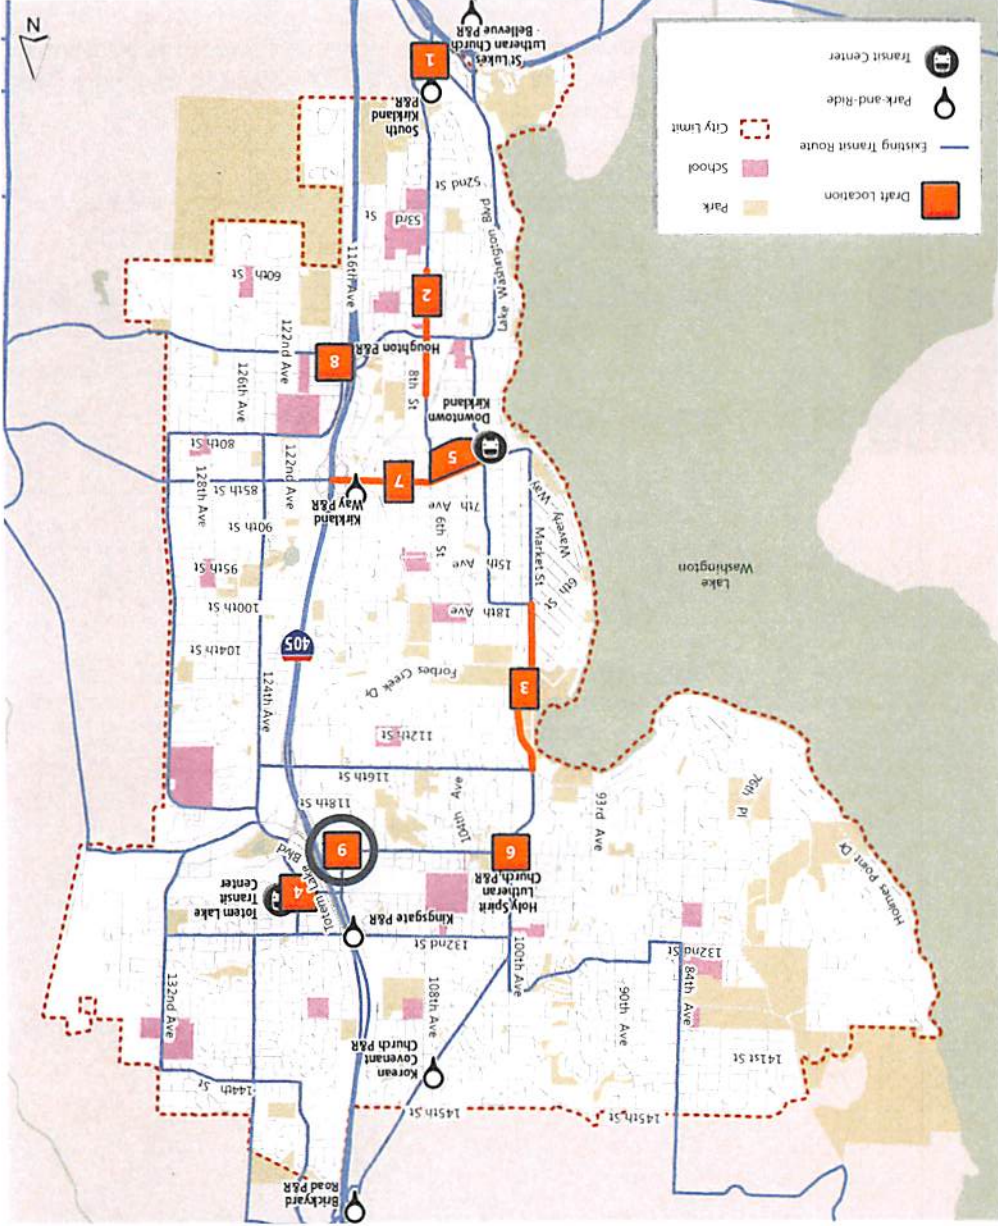 Brickyard
Road P&R
145th St
145th St
144th St
141st St
Korean
Covenant
Church P&R
108th Ave
90th Ave
84th Ave
132nd Ave
100th Ave
132nd St
132nd St
Kingsgate P&R
Totem Lake
Transit
Center
4
Totem Lake Blvd
Holy Spirit
Lutheran
Church P&R
6
9
Holmes Point Dr
76th Pl
93rd Ave
104th
Ave
118th St
116th St
112th St
3
Forbes Creek Dr
124th Ave
405
104th St
100th St
18th Ave
6th St
15th Ave
95th St
Lake
Washington
Market St
Waverly Way
6th St
7th Ave
90th St
Kirkland
Way P&R
128th Ave
122nd Ave
85th St
7
5
80th St
Downtown
Kirkland
8th St
126th Ave
122nd Ave
8
Houghton P&R
Lake Washington Blvd
2
116th Ave
60th St
53rd St
52nd St
South
Kirkland
P&R
1
St Lukes
Lutheran Church
- Bellevue P&R
Draft Location
Existing Transit Route
Park-and-Ride
Transit Center
Park
School
City Limit
N